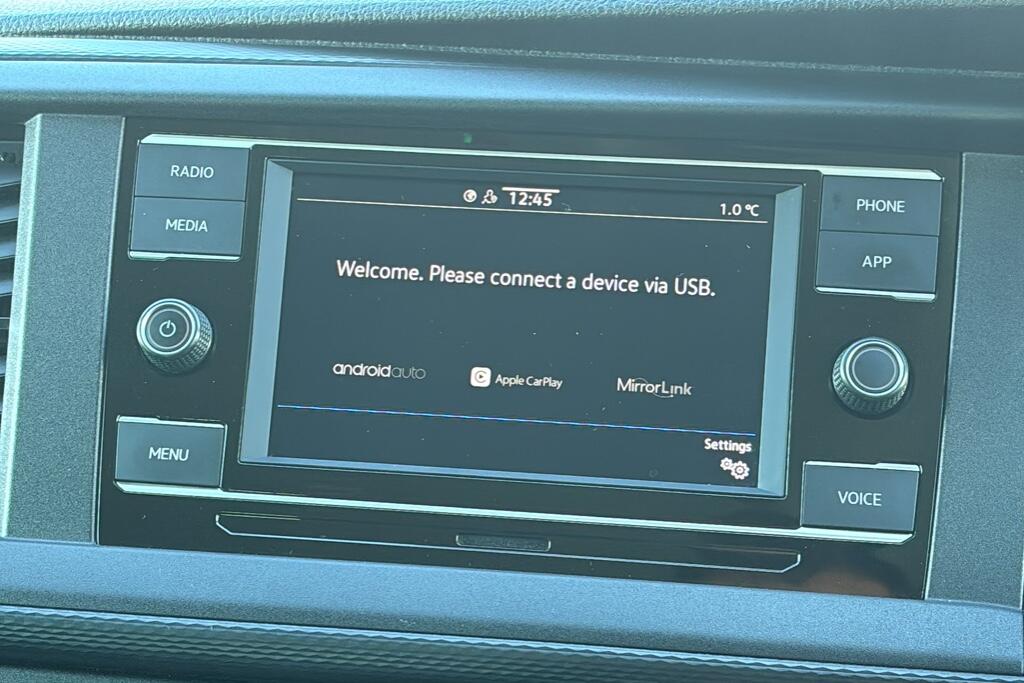 RADIO
MEDIA
MENU
12:45
1.0 °C
Welcome. Please connect a device via USB.
androidauto
Apple CarPlay
MirrorLink
Settings
PHONE
APP
VOICE